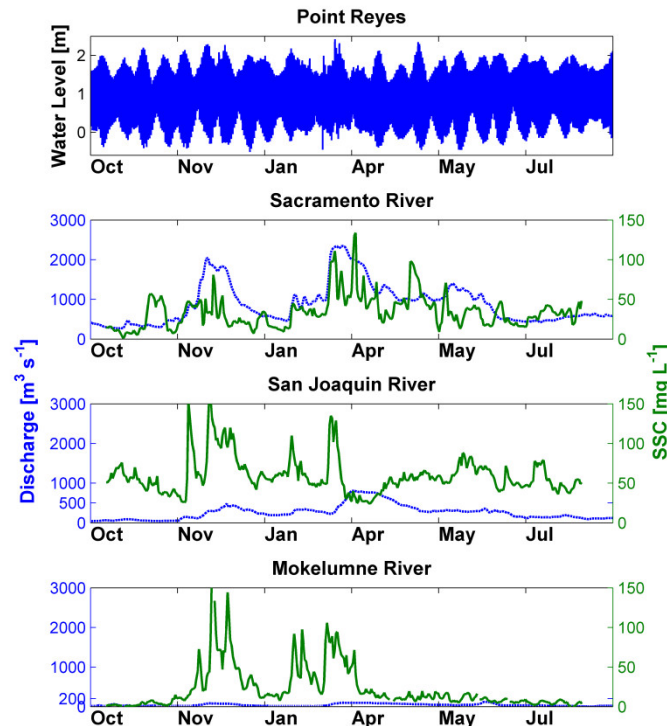 Point Reyes
Water Level [m]
2
1
0
Oct Nov Jan Apr May Jul
Sacramento River
3000
2000
1000
0
150
100
50
0
Oct Nov Jan Apr May Jul
San Joaquin River
Discharge [m³ s⁻¹]
SSC [mg L⁻¹]
3000
2000
1000
500
0
150
100
50
0
Oct Nov Jan Apr May Jul
Mokelumne River
3000
2000
1000
200
0
150
100
50
0
Oct Nov Jan Apr May Jul